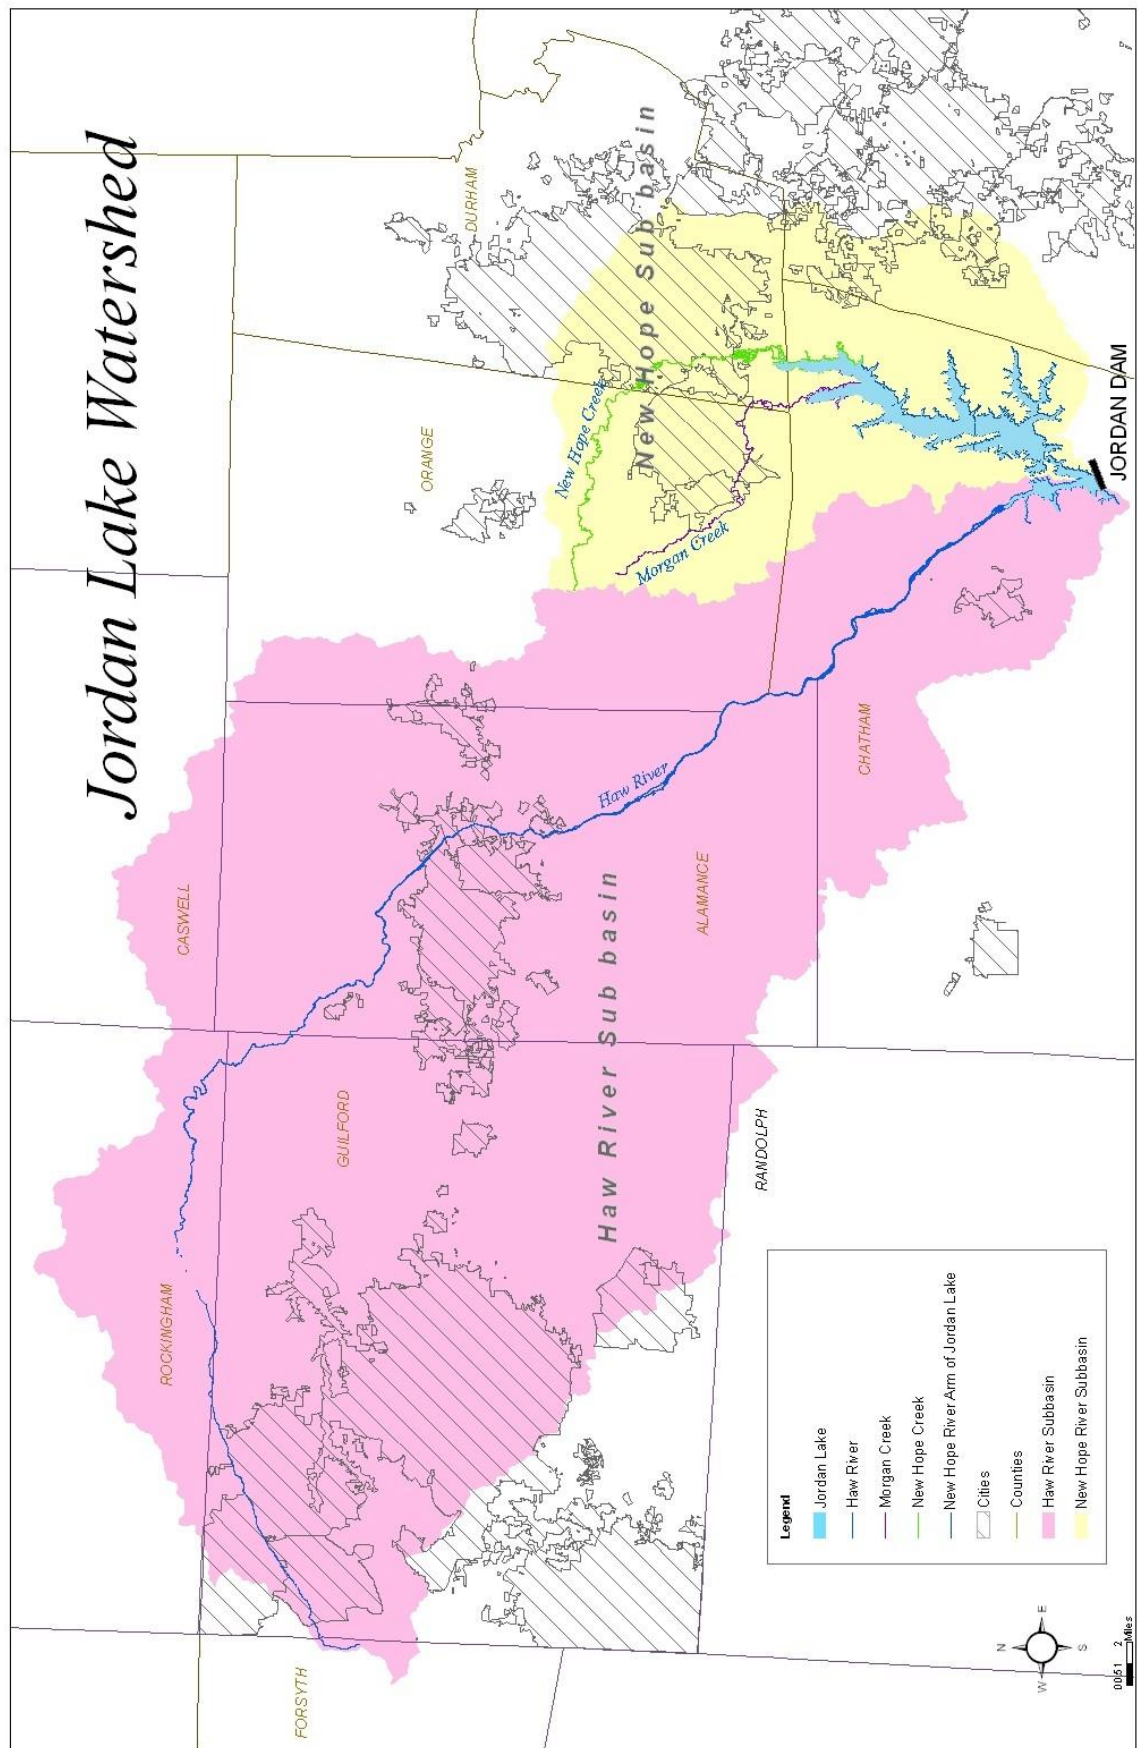 Jordan Lake Watershed
ROCKINGHAM
CASWELL
FORSYTH
GUILFORD
ORANGE
DURHAM
New Hope Creek
New Hope Sub basin
Morgan Creek
Haw River
Haw River Sub basin
ALAMANCE
RANDOLPH
CHATHAM
JORDAN DAM
Legend
Jordan Lake
Haw River
Morgan Creek
New Hope Creek
New Hope River Arm of Jordan Lake
Cities
Counties
Haw River Subbasin
New Hope River Subbasin
N
W
E
S
Miles